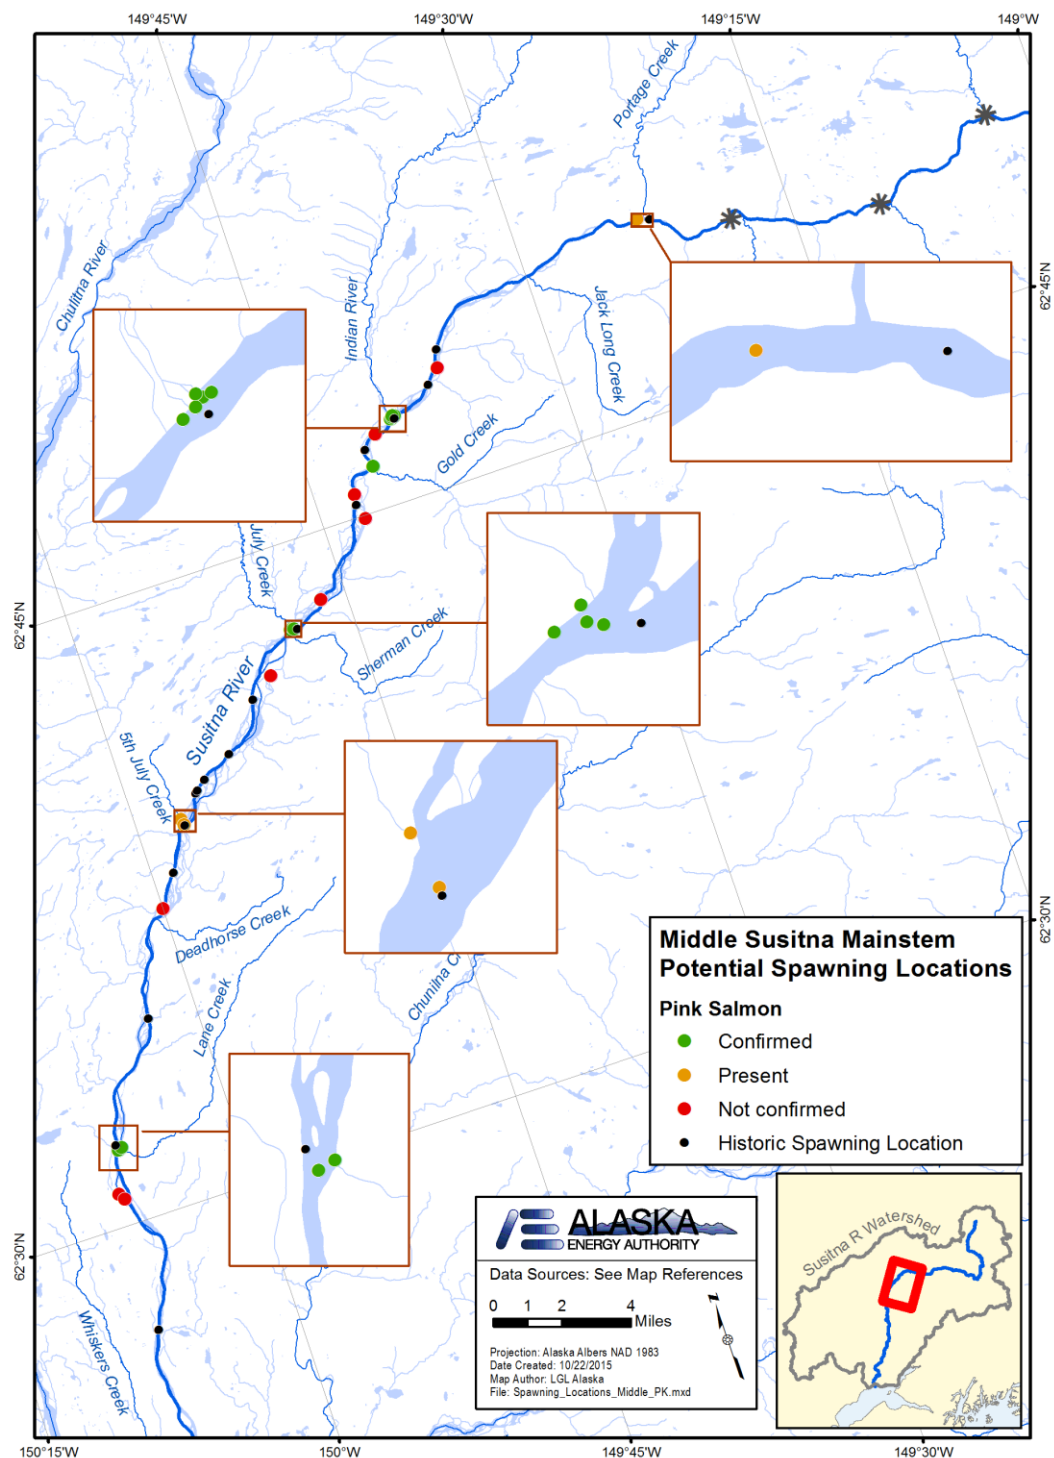 149°45'W
149°30'W
149°15'W
149°W
Portage Creek
Chulitna River
Indian River
Jack Long Creek
62°45'N
Gold Creek
July Creek
Sherman Creek
62°45'N
Susitna River
5th July Creek
Deadhorse Creek
Lane Creek
Chunilna C
62°30'N
Middle Susitna Mainstem
Potential Spawning Locations
Pink Salmon
Confirmed
Present
Not confirmed
Historic Spawning Location
62°30'N
Whiskers Creek
ALASKA
ENERGY AUTHORITY
Data Sources: See Map References
0 1 2 4
Miles
N
Projection: Alaska Albers NAD 1983
Date Created: 10/22/2015
Map Author: LGL Alaska
File: Spawning_Locations_Middle_PK.mxd
Susitna R Watershed
150°15'W
150°W
149°45'W
149°30'W